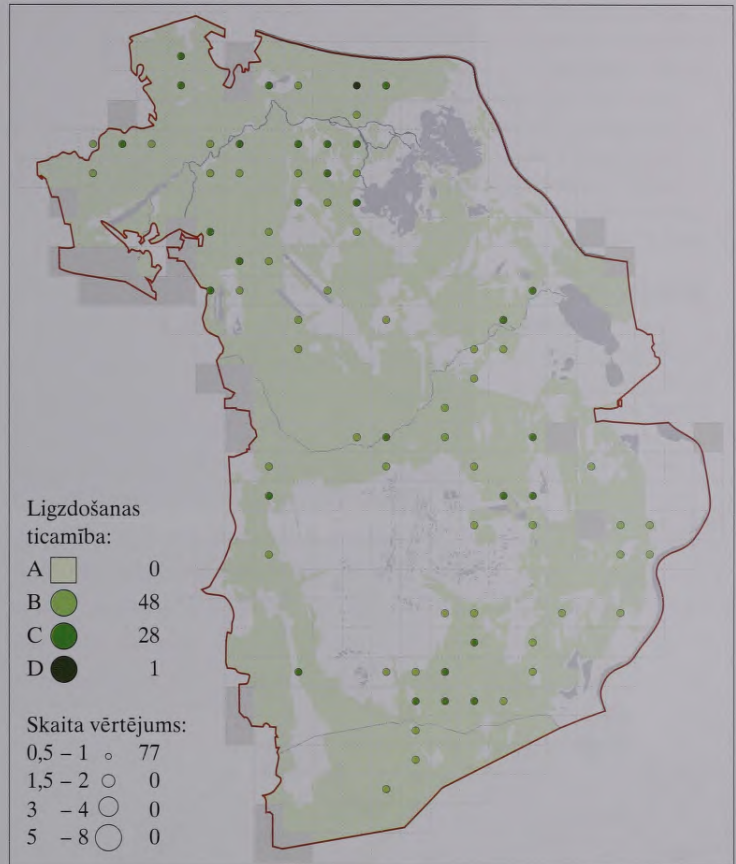 Ligzdošanas
ticamība:
A 0
B 48
C 28
D 1
Skaita vērtējums:
0,5 – 1 77
1,5 – 2 0
3 – 4 0
5 – 8 0